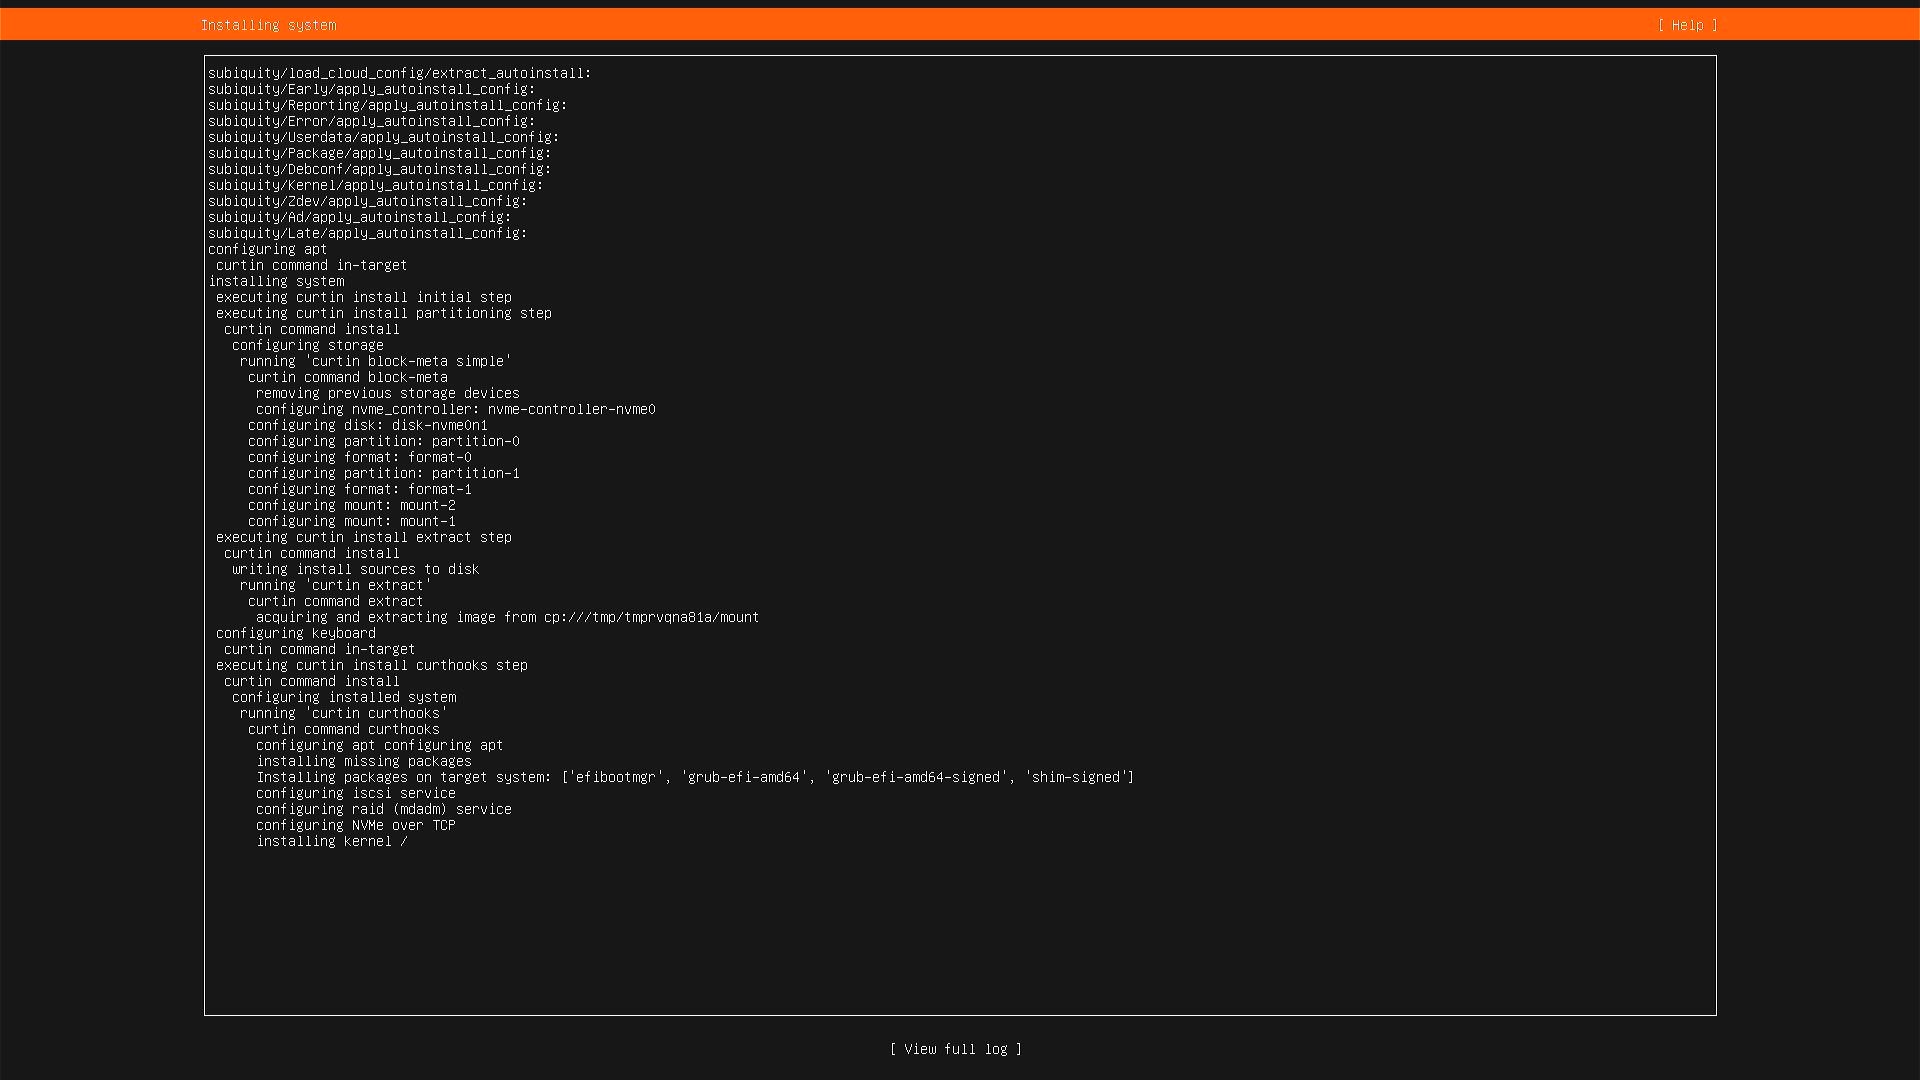 Installing system
[ Help ]
subiquity/load_cloud_config/extract_autoinstall:
subiquity/Early/apply_autoinstall_config:
subiquity/Reporting/apply_autoinstall_config:
subiquity/Error/apply_autoinstall_config:
subiquity/Userdata/apply_autoinstall_config:
subiquity/Package/apply_autoinstall_config:
subiquity/Debconf/apply_autoinstall_config:
subiquity/Kernel/apply_autoinstall_config:
subiquity/Zdev/apply_autoinstall_config:
subiquity/Ad/apply_autoinstall_config:
subiquity/Late/apply_autoinstall_config:
configuring apt
 curtin command in-target
installing system
 executing curtin install initial step
 executing curtin install partitioning step
  curtin command install
   configuring storage
    running 'curtin block-meta simple'
     curtin command block-meta
      removing previous storage devices
      configuring nvme_controller: nvme-controller-nvme0
     configuring disk: disk-nvme0n1
     configuring partition: partition-0
     configuring format: format-0
     configuring partition: partition-1
     configuring format: format-1
     configuring mount: mount-2
     configuring mount: mount-1
 executing curtin install extract step
  curtin command install
   writing install sources to disk
    running 'curtin extract'
     curtin command extract
      acquiring and extracting image from cp:///tmp/tmprvqna81a/mount
 configuring keyboard
  curtin command in-target
 executing curtin install curthooks step
  curtin command install
   configuring installed system
    running 'curtin curthooks'
     curtin command curthooks
      configuring apt configuring apt
      installing missing packages
      Installing packages on target system: ['efibootmgr', 'grub-efi-amd64', 'grub-efi-amd64-signed', 'shim-signed']
      configuring iscsi service
      configuring raid (mdadm) service
      configuring NVMe over TCP
      installing kernel /
[ View full log ]